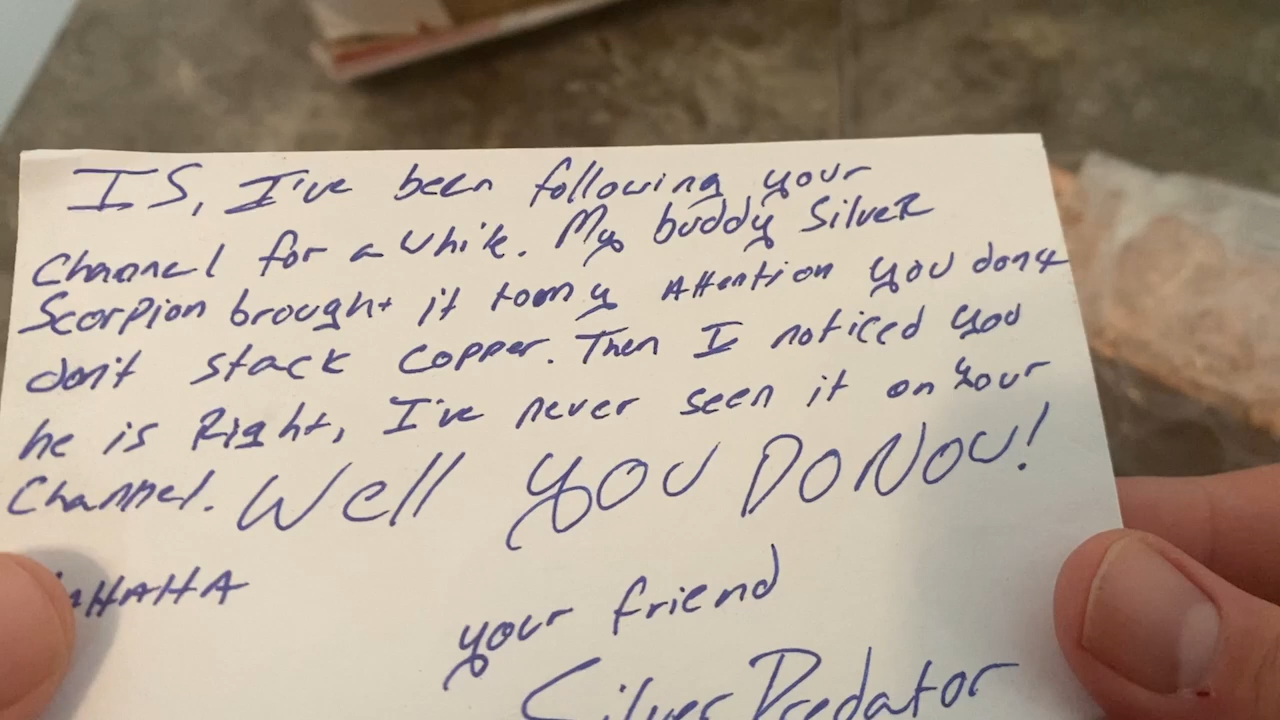 IS, I've been following your
Channel for a while. My buddy Silver
Scorpion brought it to my Attention you dont
don't stack copper. Then I noticed you
he is Right, I've never seen it on your
Channel. Well YOU DO NOW!
HAHA
your friend
Silver Predator